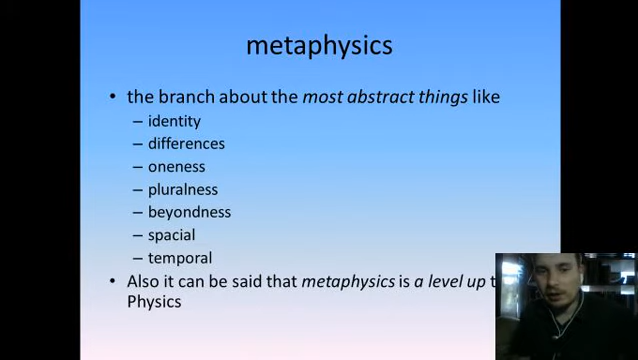 metaphysics
• the branch about the most abstract things like
– identity
– differences
– oneness
– pluralness
– beyondness
– spacial
– temporal
• Also it can be said that metaphysics is a level up
Physics